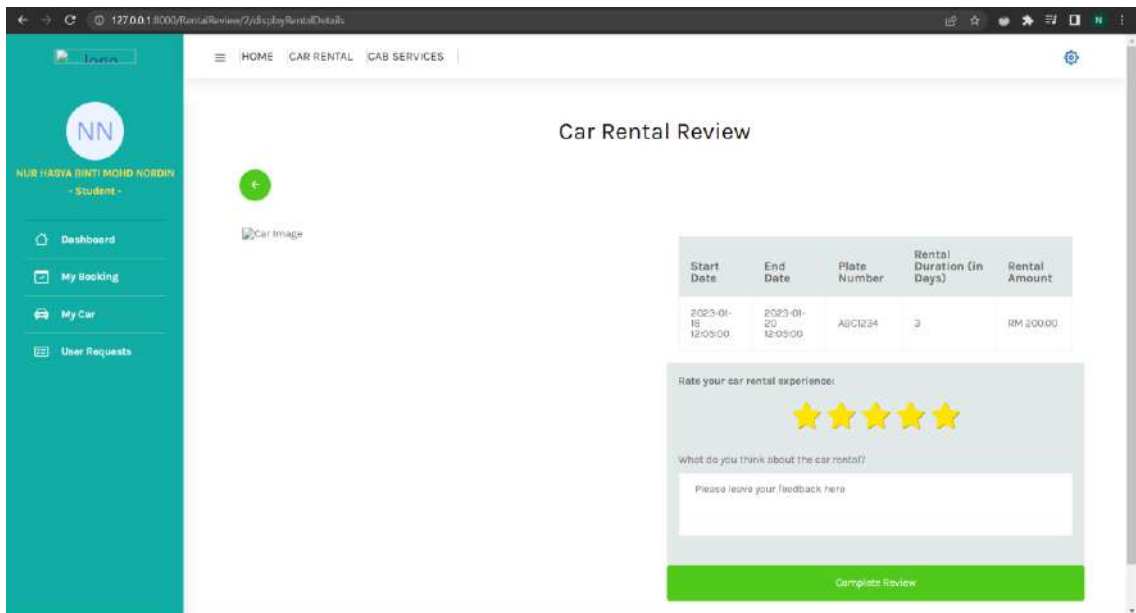 127.0.0.1:8000/RentalReview/2/displayRentalDetails
N
logo
HOME CAR RENTAL CAB SERVICES
NN
NUR HASYA BINTI MOHD NORDIN
- Student -
Dashboard
My Booking
My Car
User Requests
Car Rental Review
Car Image
Start Date
End Date
Plate Number
Rental Duration (in Days)
Rental Amount
2023-01-18 12:05:00
2023-01-20 12:05:00
ABC1234
3
RM 200.00
Rate your car rental experience:
What do you think about the car rental?
Please leave your feedback here
Complete Review